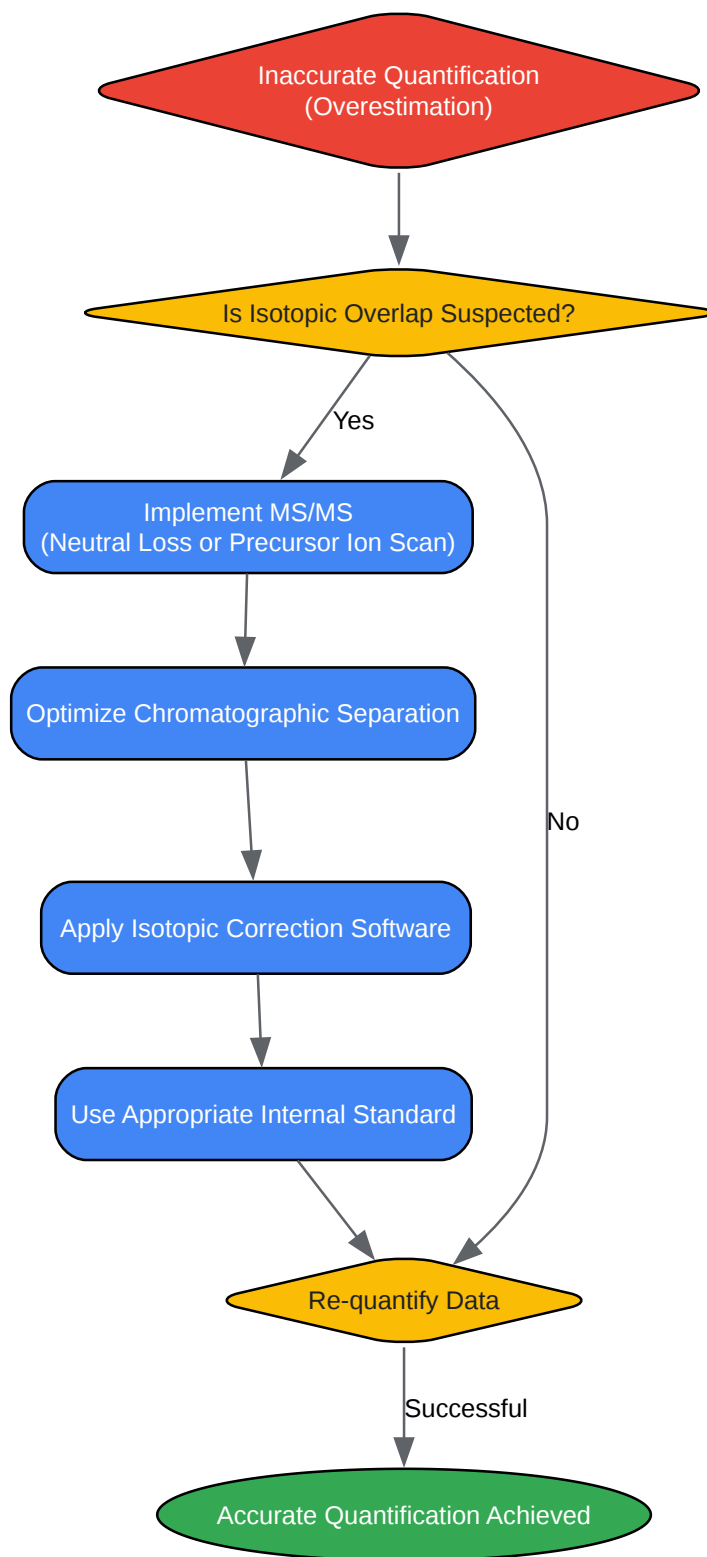 Inaccurate Quantification
(Overestimation)
Is Isotopic Overlap Suspected?
Yes
Implement MS/MS
(Neutral Loss or Precursor Ion Scan)
Optimize Chromatographic Separation
No
Apply Isotopic Correction Software
Use Appropriate Internal Standard
Re-quantify Data
Successful
Accurate Quantification Achieved